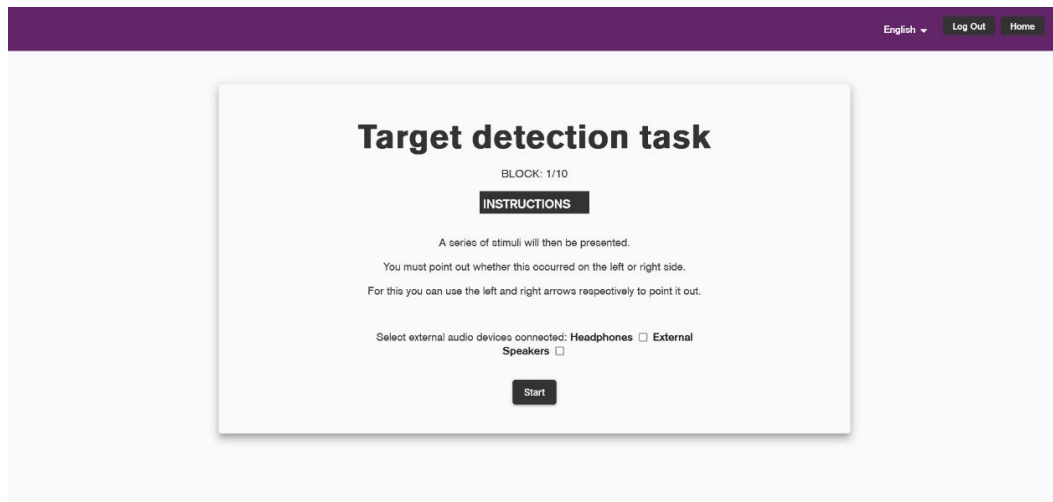 English
Log Out
Home
Target detection task
BLOCK: 1/10
INSTRUCTIONS
A series of stimuli will then be presented.
You must point out whether this occurred on the left or right side.
For this you can use the left and right arrows respectively to point it out.
Select external audio devices connected: Headphones External
Speakers
Start